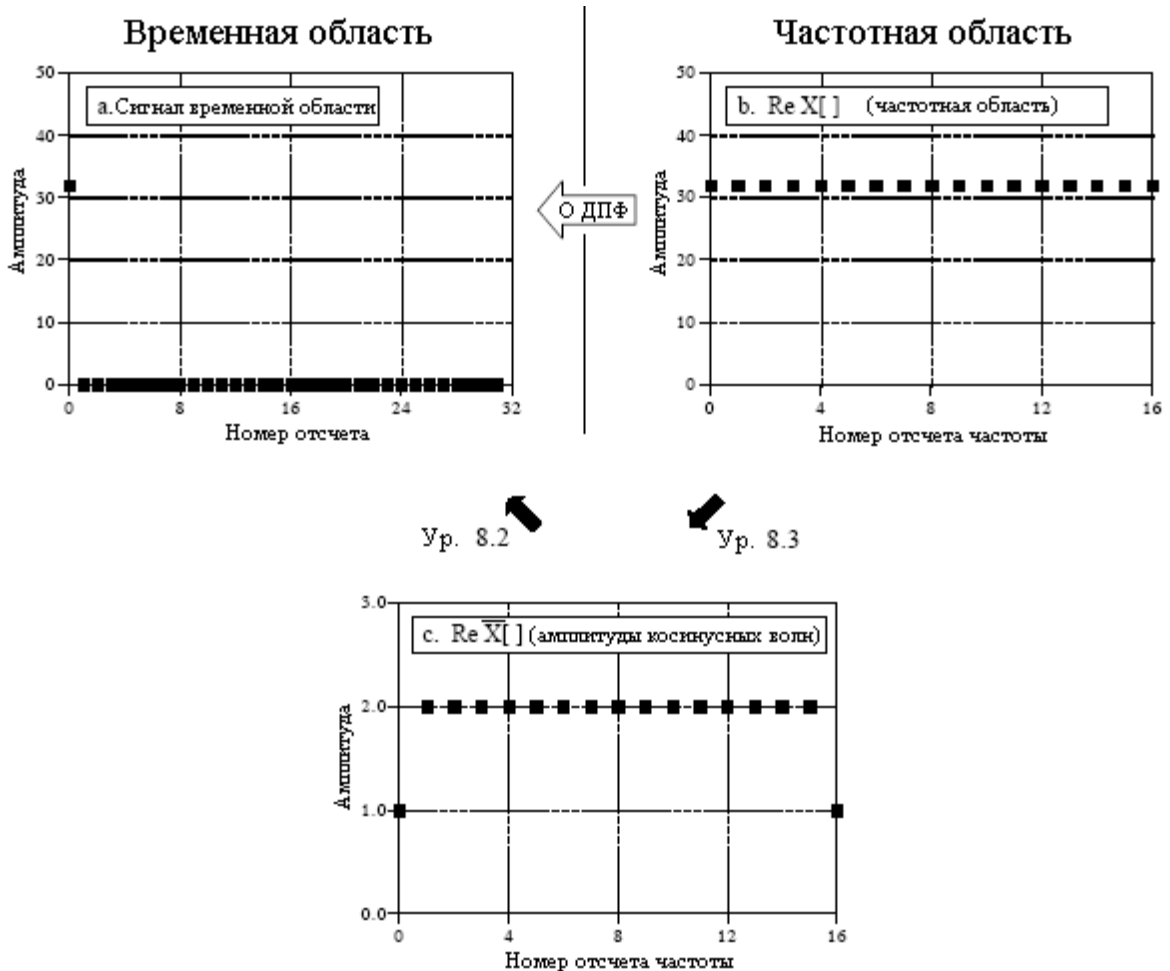 Временная область
Частотная область
50
40
30
20
10
0
Амплитуда
a. Сигнал временной области
0 8 16 24 32
Номер отсчета
О ДПФ
50
40
30
20
10
0
Амплитуда
b. Re X[ ] (частотная область)
0 4 8 12 16
Номер отсчета частоты
Ур. 8.2
Ур. 8.3
3.0
2.0
1.0
0.0
Амплитуда
c. Re X̅[ ] (амплитуды косинусных волн)
0 4 8 12 16
Номер отсчета частоты